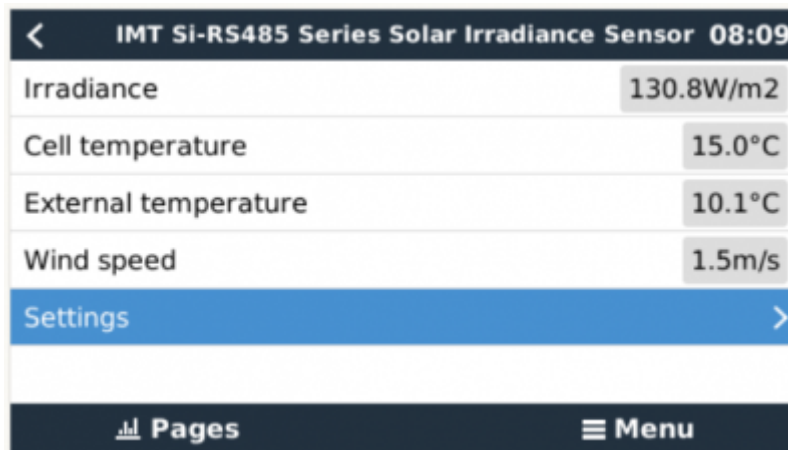 IMT Si-RS485 Series Solar Irradiance Sensor 08:09
Irradiance 130.8W/m2
Cell temperature 15.0°C
External temperature 10.1°C
Wind speed 1.5m/s
Settings
Pages Menu